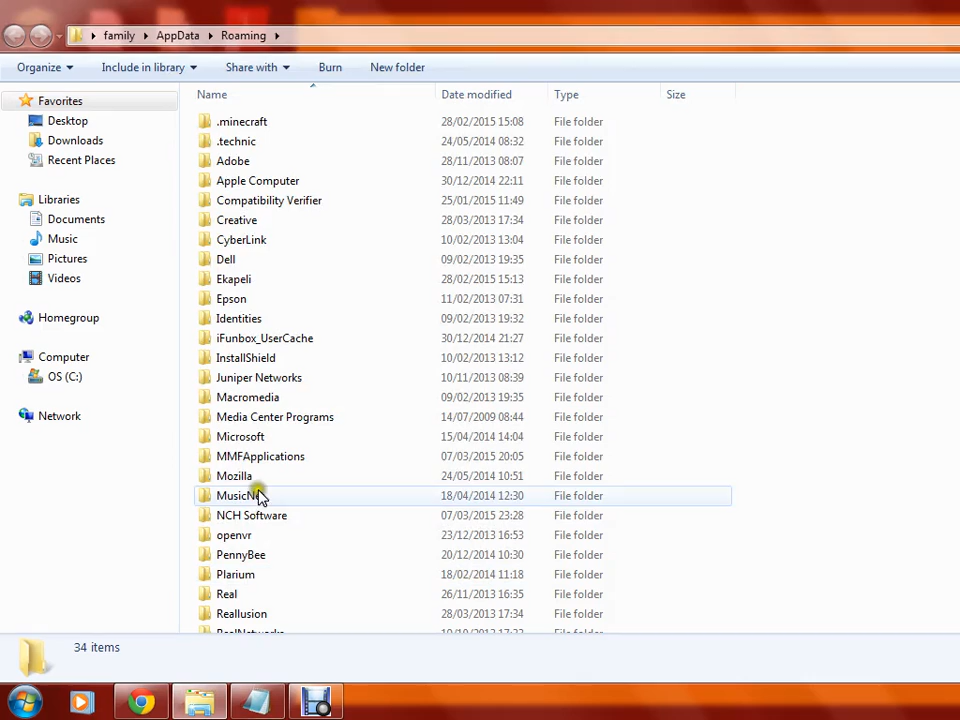 family AppData Roaming
Organize Include in library Share with Burn New folder
Name Date modified Type Size
Favorites
Desktop
Downloads
Recent Places
Libraries
Documents
Music
Pictures
Videos
Homegroup
Computer
OS (C:)
Network
.minecraft 28/02/2015 15:08 File folder
.technic 24/05/2014 08:32 File folder
Adobe 28/11/2013 08:07 File folder
Apple Computer 30/12/2014 22:11 File folder
Compatibility Verifier 25/01/2015 11:49 File folder
Creative 28/03/2013 17:34 File folder
CyberLink 10/02/2013 13:04 File folder
Dell 09/02/2013 19:35 File folder
Ekapeli 28/02/2015 15:13 File folder
Epson 11/02/2013 07:31 File folder
Identities 09/02/2013 19:32 File folder
iFunbox_UserCache 30/12/2014 21:27 File folder
InstallShield 10/02/2013 13:12 File folder
Juniper Networks 10/11/2013 08:39 File folder
Macromedia 09/02/2013 19:35 File folder
Media Center Programs 14/07/2009 08:44 File folder
Microsoft 15/04/2014 14:04 File folder
MMFApplications 07/03/2015 20:05 File folder
Mozilla 24/05/2014 10:51 File folder
18/04/2014 12:30 File folder
NCH Software 07/03/2015 23:28 File folder
openvr 23/12/2013 16:53 File folder
PennyBee 20/12/2014 10:30 File folder
Plarium 18/02/2014 11:18 File folder
Real 26/11/2013 16:35 File folder
Reallusion 28/03/2013 17:34 File folder
34 items